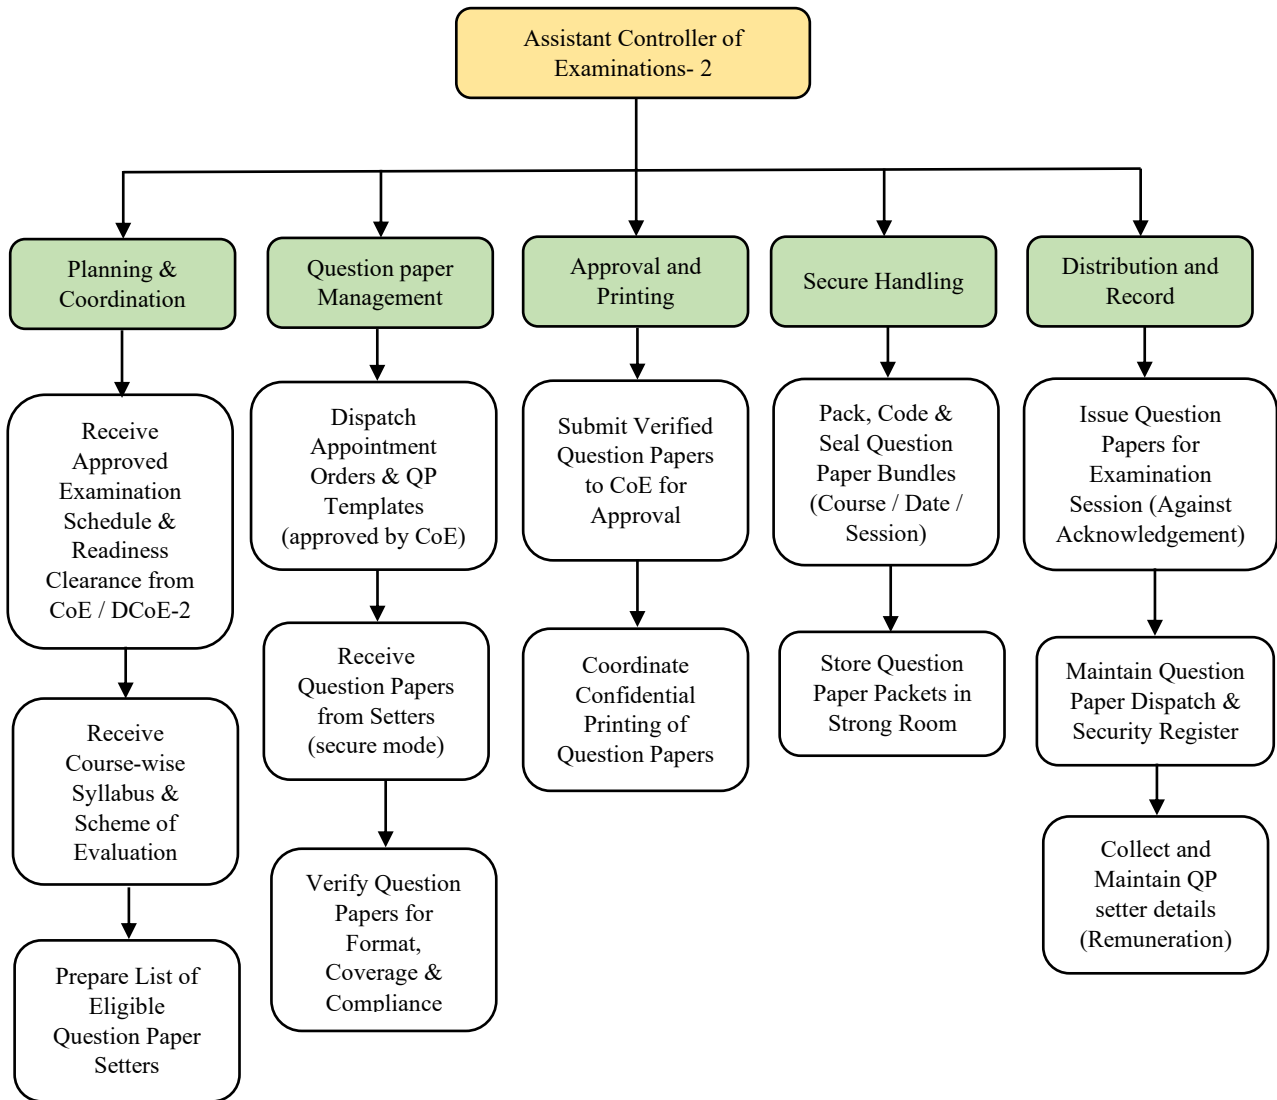 Assistant Controller of
Examinations- 2
Planning &
Coordination
Question paper
Management
Approval and
Printing
Secure Handling
Distribution and
Record
Receive
Approved
Examination
Schedule &
Readiness
Clearance from
CoE / DCoE-2
Receive
Course-wise
Syllabus &
Scheme of
Evaluation
Prepare List of
Eligible
Question Paper
Setters
Dispatch
Appointment
Orders & QP
Templates
(approved by CoE)
Receive
Question Papers
from Setters
(secure mode)
Verify Question
Papers for
Format,
Coverage &
Compliance
Submit Verified
Question Papers
to CoE for
Approval
Coordinate
Confidential
Printing of
Question Papers
Pack, Code &
Seal Question
Paper Bundles
(Course / Date /
Session)
Store Question
Paper Packets in
Strong Room
Issue Question
Papers for
Examination
Session (Against
Acknowledgement)
Maintain Question
Paper Dispatch &
Security Register
Collect and
Maintain QP
setter details
(Remuneration)